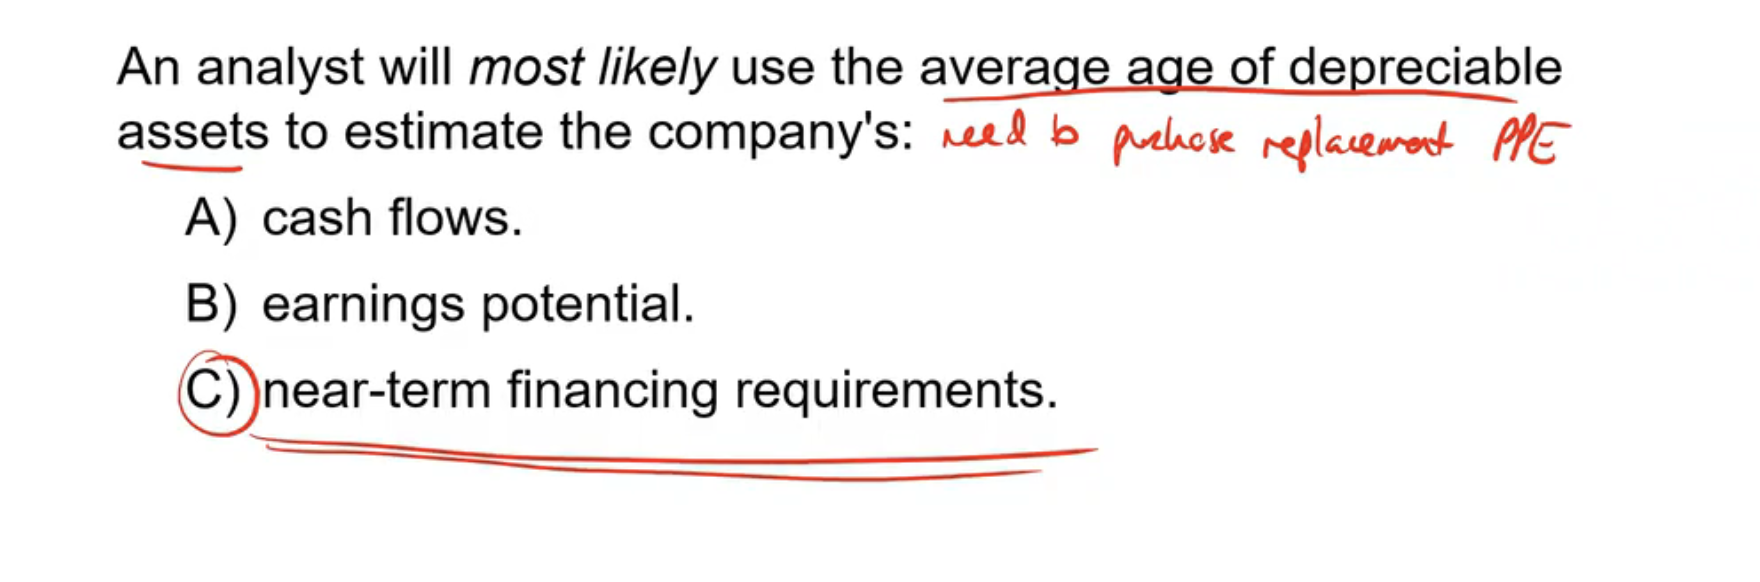 An analyst will most likely use the average age of depreciable
assets to estimate the company's: need to purchase replacement PPE
A) cash flows.
B) earnings potential.
C) near-term financing requirements.